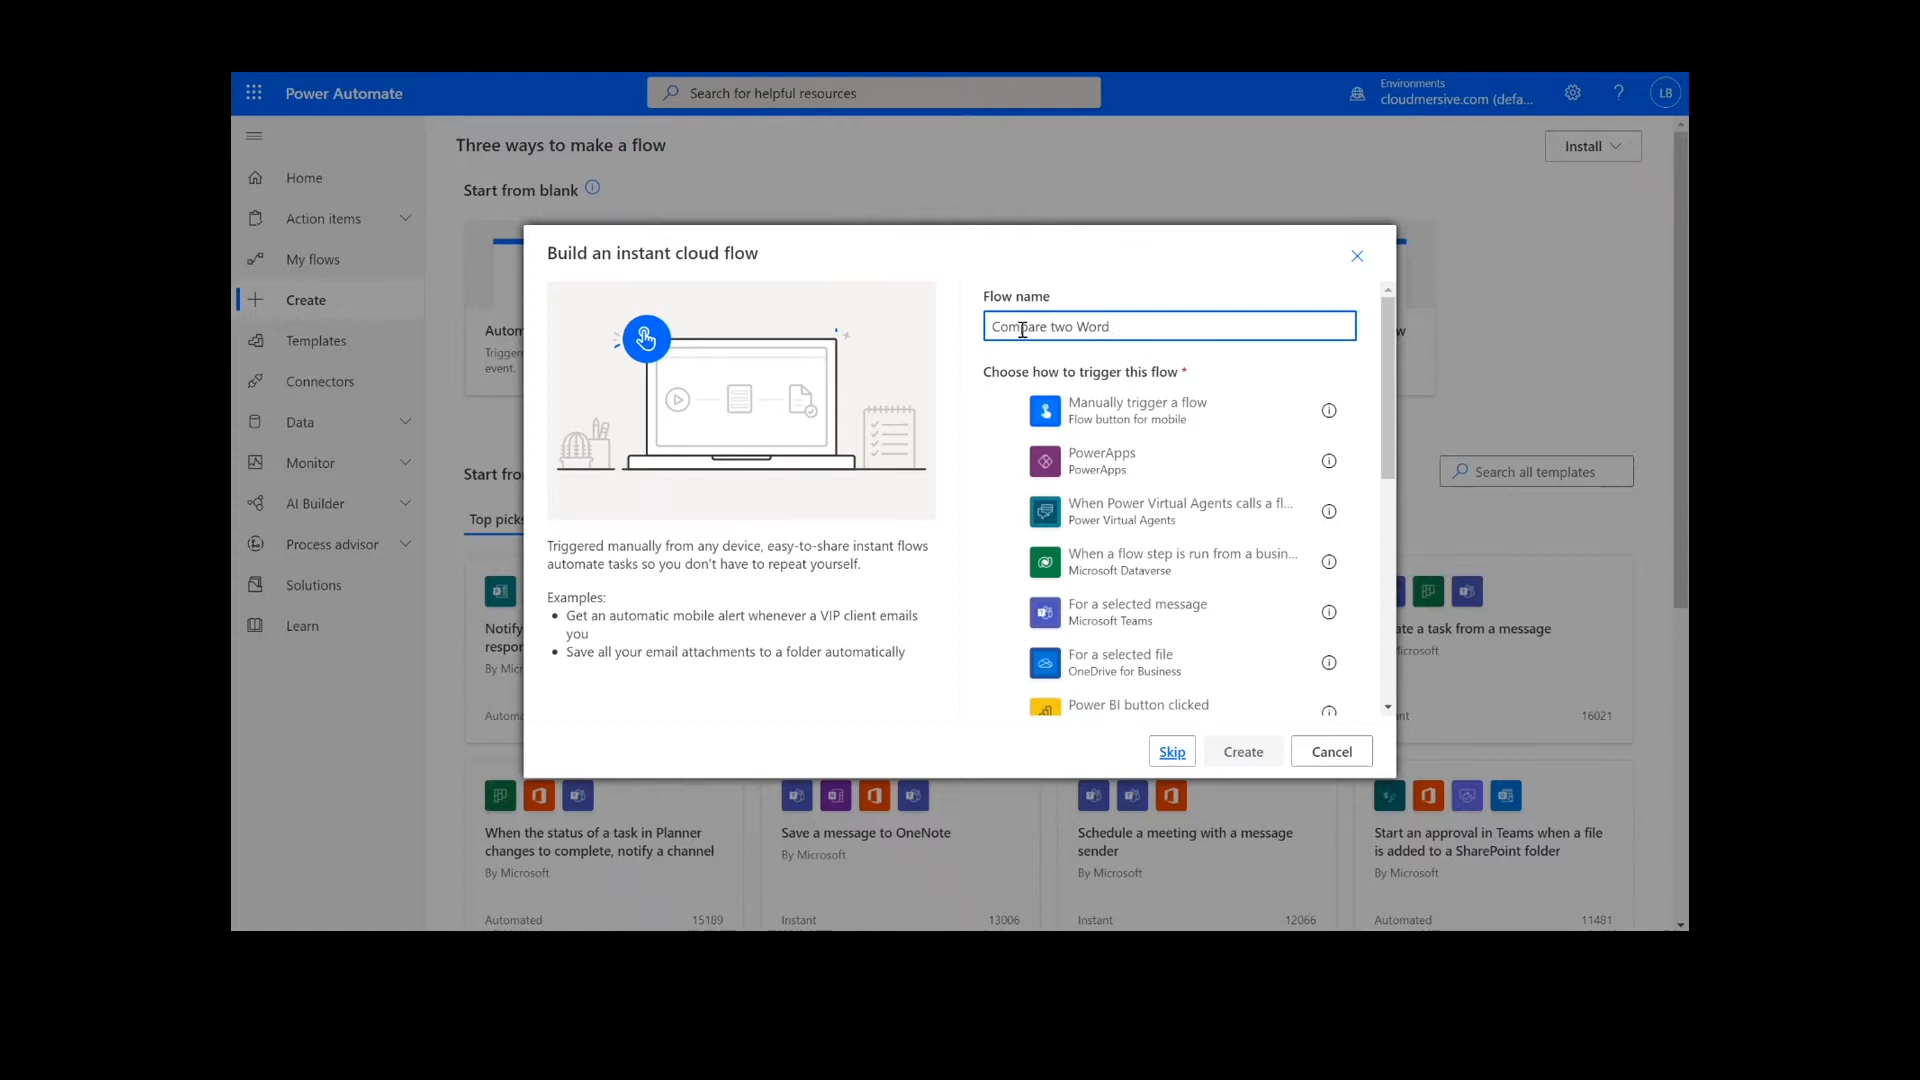 Power Automate
Search for helpful resources
Environments
cloudmersive.com (defa...
LB
Three ways to make a flow
Install
Start from blank
Home
Action items
My flows
Create
Templates
Connectors
Data
Monitor
AI Builder
Process advisor
Solutions
Learn
Build an instant cloud flow
Flow name
Compare two Word
Choose how to trigger this flow *
Manually trigger a flow
Flow button for mobile
PowerApps
PowerApps
When Power Virtual Agents calls a fl...
Power Virtual Agents
When a flow step is run from a busin...
Microsoft Dataverse
For a selected message
Microsoft Teams
For a selected file
OneDrive for Business
Power BI button clicked
Triggered manually from any device, easy-to-share instant flows
automate tasks so you don't have to repeat yourself.
Examples:
Get an automatic mobile alert whenever a VIP client emails
you
Save all your email attachments to a folder automatically
Skip
Create
Cancel
event.
Search all templates
Top picks
By Micr
16021
When the status of a task in Planner
changes to complete, notify a channel
By Microsoft
Automated
15189
Save a message to OneNote
By Microsoft
Instant
13006
Schedule a meeting with a message
sender
By Microsoft
Instant
12066
Start an approval in Teams when a file
is added to a SharePoint folder
By Microsoft
Automated
11481